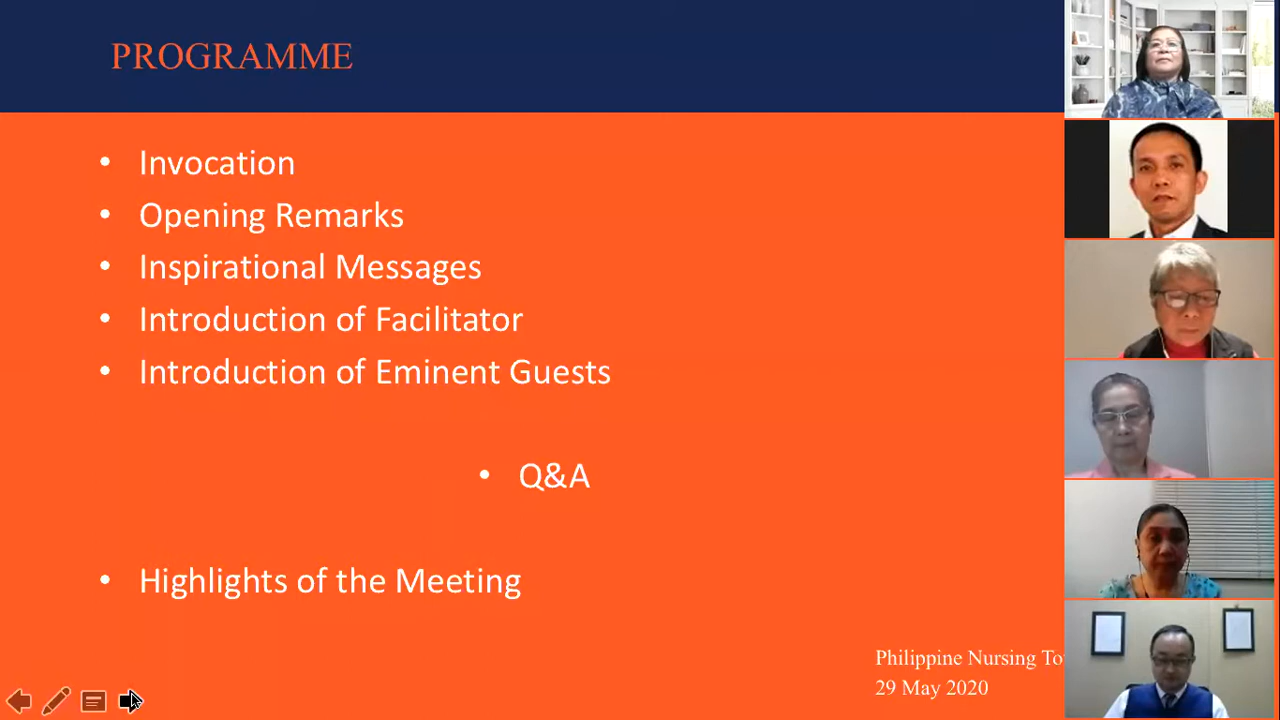 PROGRAMME
• Invocation
• Opening Remarks
• Inspirational Messages
• Introduction of Facilitator
• Introduction of Eminent Guests
• Q&A
• Highlights of the Meeting
Philippine Nursing
29 May 2020